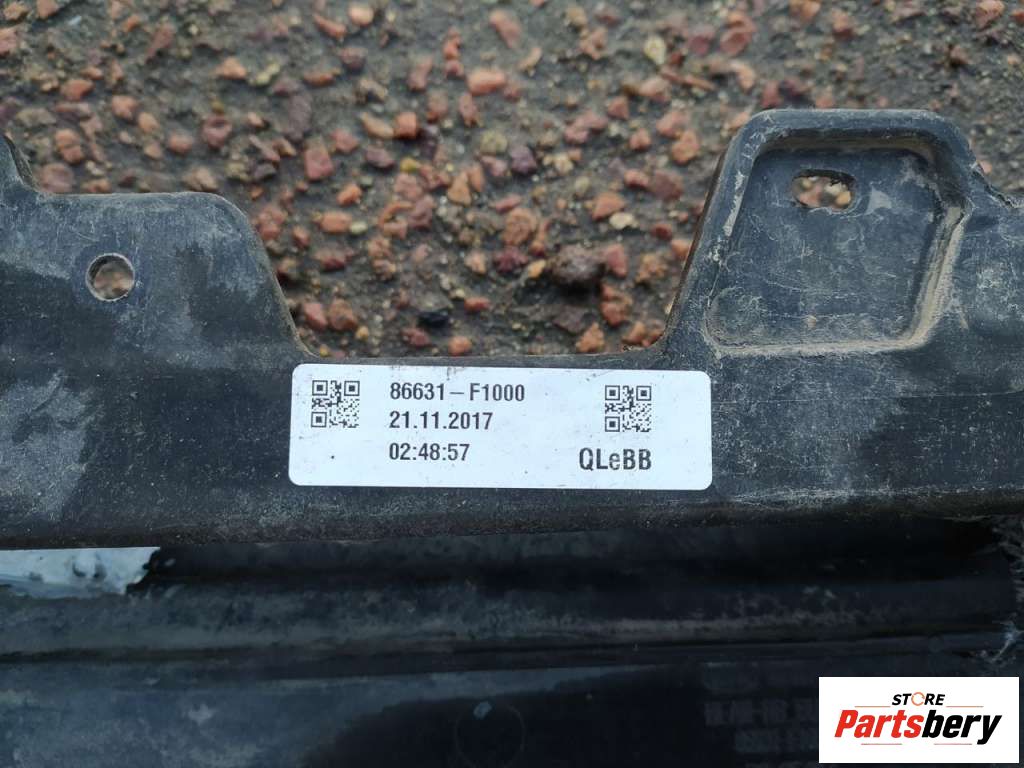 86631-F1000
21.11.2017
02:48:57
QLeBB
STORE
Partsbery